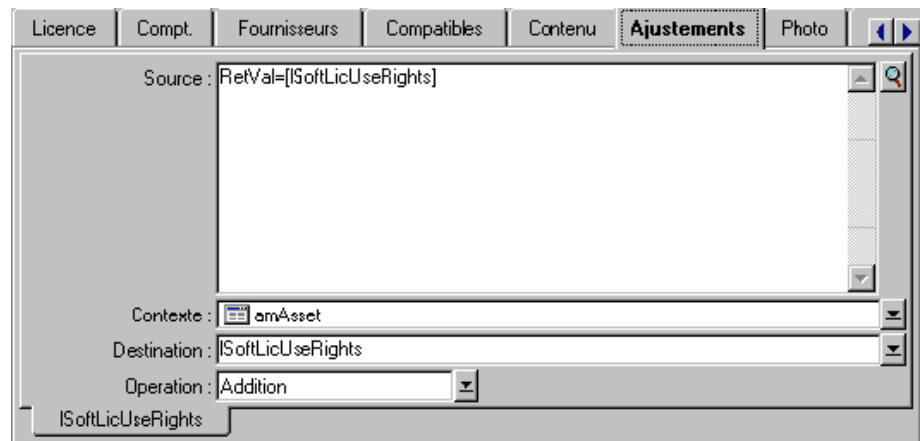 Licence Compt. Fournisseurs Compatibles Contenu Ajustements Photo
Source : RetVal=[lSoftLicUseRights]
Contexte : amAsset
Destination : lSoftLicUseRights
Operation : Addition
lSoftLicUseRights